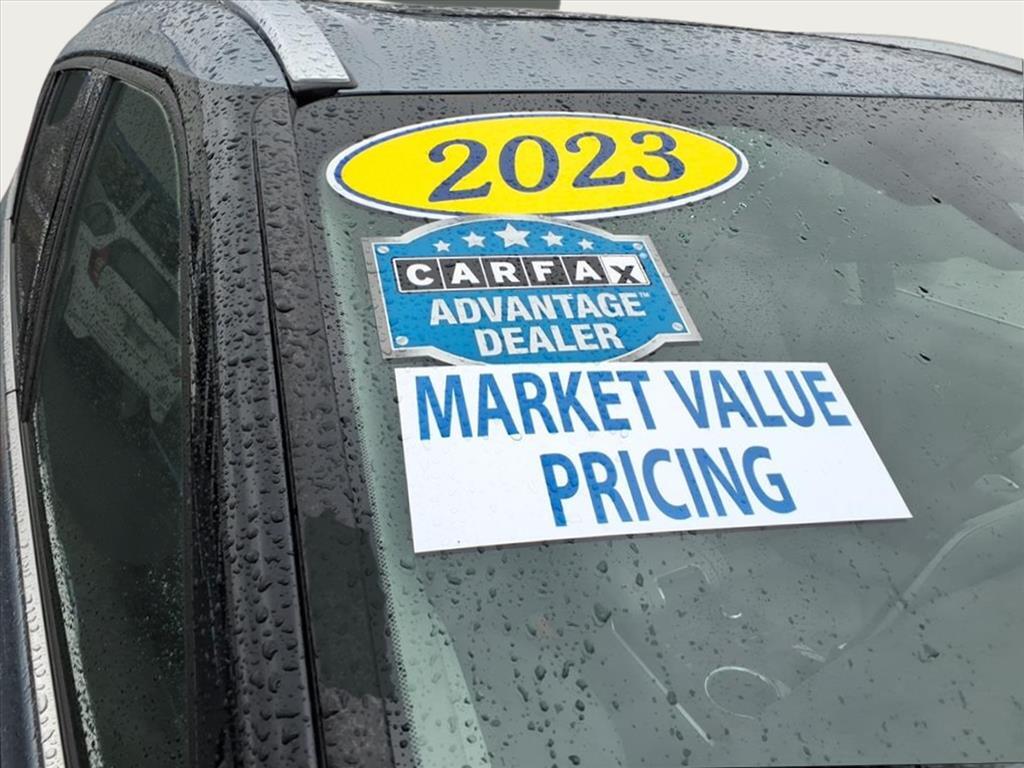 2023
CARFAX
ADVANTAGE™
DEALER
MARKET VALUE
PRICING